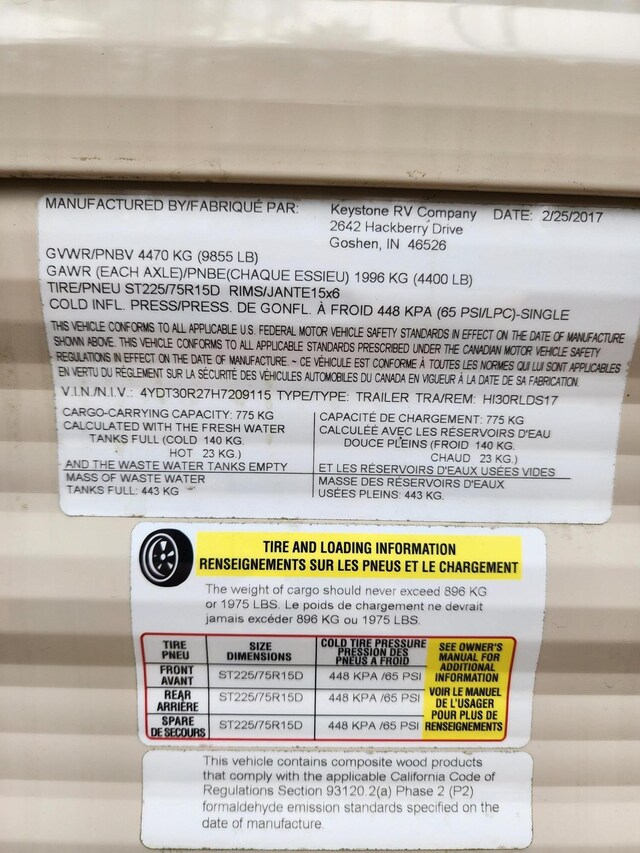 MANUFACTURED BY/FABRIQUÉ PAR: Keystone RV Company DATE: 2/25/2017
2642 Hackberry Drive
Goshen, IN 46526
GVWR/PNBV 4470 KG (9855 LB)
GAWR (EACH AXLE)/PNBE(CHAQUE ESSIEU) 1996 KG (4400 LB)
TIRE/PNEU ST225/75R15D RIMS/JANTE15x6
COLD INFL. PRESS/PRESS. DE GONFL. À FROID 448 KPA (65 PSI/LPC)-SINGLE
THIS VEHICLE CONFORMS TO ALL APPLICABLE U.S. FEDERAL MOTOR VEHICLE SAFETY STANDARDS IN EFFECT ON THE DATE OF MANUFACTURE
SHOWN ABOVE. THIS VEHICLE CONFORMS TO ALL APPLICABLE STANDARDS PRESCRIBED UNDER THE CANADIAN MOTOR VEHICLE SAFETY
REGULATIONS IN EFFECT ON THE DATE OF MANUFACTURE. ~ CE VÉHICULE EST CONFORME À TOUTES LES NORMES QUI LUI SONT APPLICABLES
EN VERTU DU RÈGLEMENT SUR LA SÉCURITÉ DES VÉHICULES AUTOMOBILES DU CANADA EN VIGUEUR À LA DATE DE SA FABRICATION.
V.I.N./N.I.V.: 4YDT30R27H7209115 TYPE/TYPE: TRAILER TRA/REM: HI30RLDS17
CARGO-CARRYING CAPACITY: 775 KG
CALCULATED WITH THE FRESH WATER
TANKS FULL (COLD 140 KG.
HOT 23 KG.)
AND THE WASTE WATER TANKS EMPTY
MASS OF WASTE WATER
TANKS FULL: 443 KG
CAPACITÉ DE CHARGEMENT: 775 KG
CALCULÉE AVEC LES RÉSERVOIRS D'EAU
DOUCE PLEINS (FROID 140 KG.
CHAUD 23 KG.)
ET LES RÉSERVOIRS D'EAUX USÉES VIDES
MASSE DES RÉSERVOIRS D'EAUX
USÉES PLEINS: 443 KG.
TIRE AND LOADING INFORMATION
RENSEIGNEMENTS SUR LES PNEUS ET LE CHARGEMENT
The weight of cargo should never exceed 896 KG
or 1975 LBS. Le poids de chargement ne devrait
jamais excéder 896 KG ou 1975 LBS.
TIRE
PNEU
SIZE
DIMENSIONS
COLD TIRE PRESSURE
PRESSION DES
PNEUS A FROID
FRONT
AVANT
ST225/75R15D
448 KPA /65 PSI
REAR
ARRIÈRE
ST225/75R15D
448 KPA /65 PSI
SPARE
DE SECOURS
ST225/75R15D
448 KPA /65 PSI
SEE OWNER'S
MANUAL FOR
ADDITIONAL
INFORMATION
VOIR LE MANUEL
DE L'USAGER
POUR PLUS DE
RENSEIGNEMENTS
This vehicle contains composite wood products
that comply with the applicable California Code of
Regulations Section 93120.2(a) Phase 2 (P2)
formaldehyde emission standards specified on the
date of manufacture.